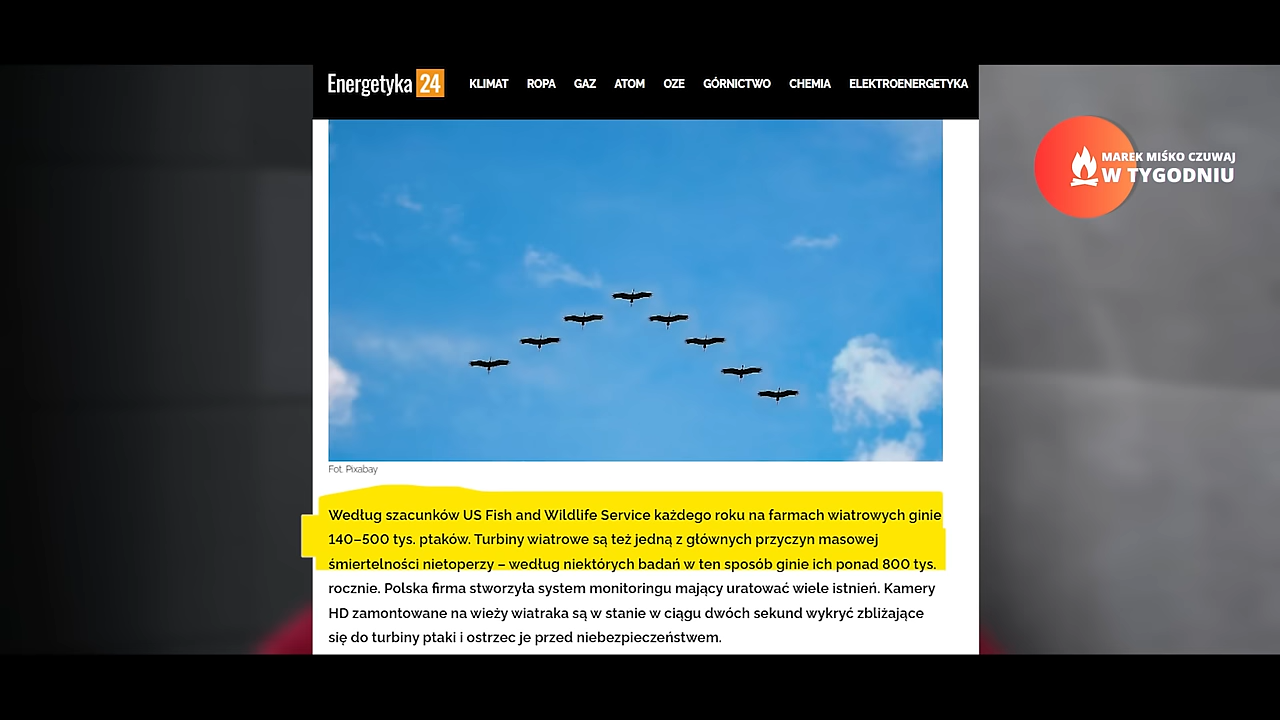 Energetyka 24 KLIMAT ROPA GAZ ATOM OZE GÓRNICTWO CHEMIA ELEKTROENERGETYKA
MAREK MIŚKO CZUWAJ
W TYGODNIU
Fot. Pixabay
Według szacunków US Fish and Wildlife Service każdego roku na farmach wiatrowych ginie
140–500 tys. ptaków. Turbiny wiatrowe są też jedną z głównych przyczyn masowej
śmiertelności nietoperzy – według niektórych badań w ten sposób ginie ich ponad 800 tys.
rocznie. Polska firma stworzyła system monitoringu mający uratować wiele istnień. Kamery
HD zamontowane na wieży wiatraka są w stanie w ciągu dwóch sekund wykryć zbliżające
się do turbiny ptaki i ostrzec je przed niebezpieczeństwem.